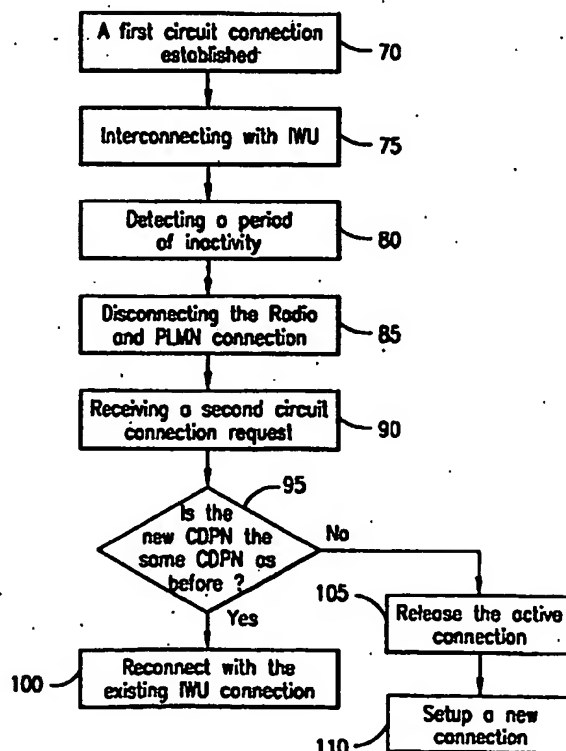 A first circuit connection
established
70
Interconnecting with IWU
75
Detecting a period
of inactivity
80
Disconnecting the Radio
and PLMN connection
85
Receiving a second circuit
connection request
90
95
Is the
new CDPN the
same CDPN as
before ?
No
Yes
105
Release the active
connection
100
Reconnect with the
existing IWU connection
Setup a new
connection
110